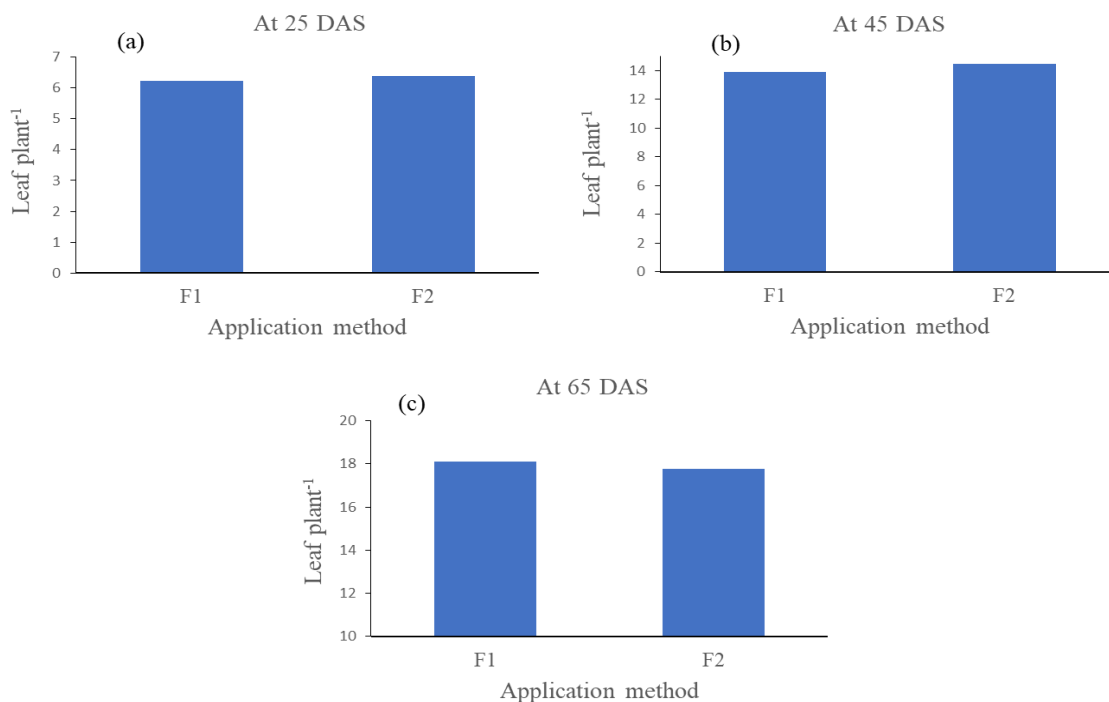 At 25 DAS
(a)
7
6
5
4
3
2
1
0
Leaf plant⁻¹
F1 F2
Application method
At 45 DAS
(b)
14
12
10
8
6
4
2
0
Leaf plant⁻¹
F1 F2
Application method
At 65 DAS
(c)
20
18
16
14
12
10
Leaf plant⁻¹
F1 F2
Application method